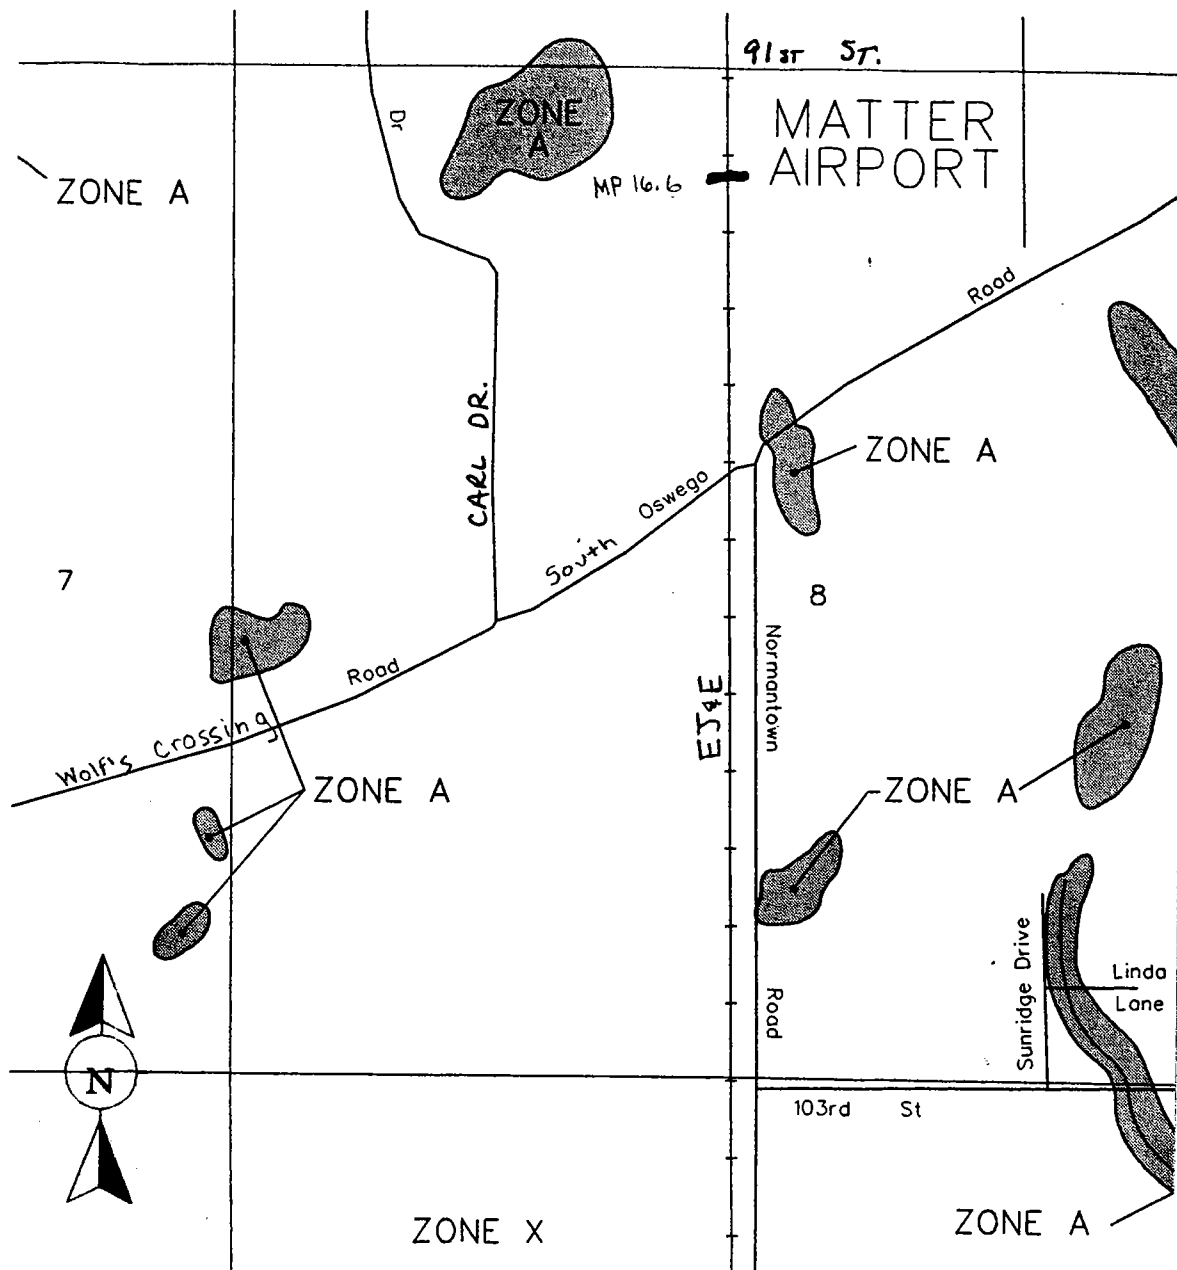 91ST ST.
MATTER
AIRPORT
ZONE
A
Dr
MP 16.6
ZONE A
Road
CARL DR.
ZONE A
Oswego
South
7
8
Normantown
Road
EJ&E
Wolf's Crossing
ZONE A
ZONE A
Sunridge Drive
Linda
Lane
Road
N
103rd St
ZONE X
ZONE A